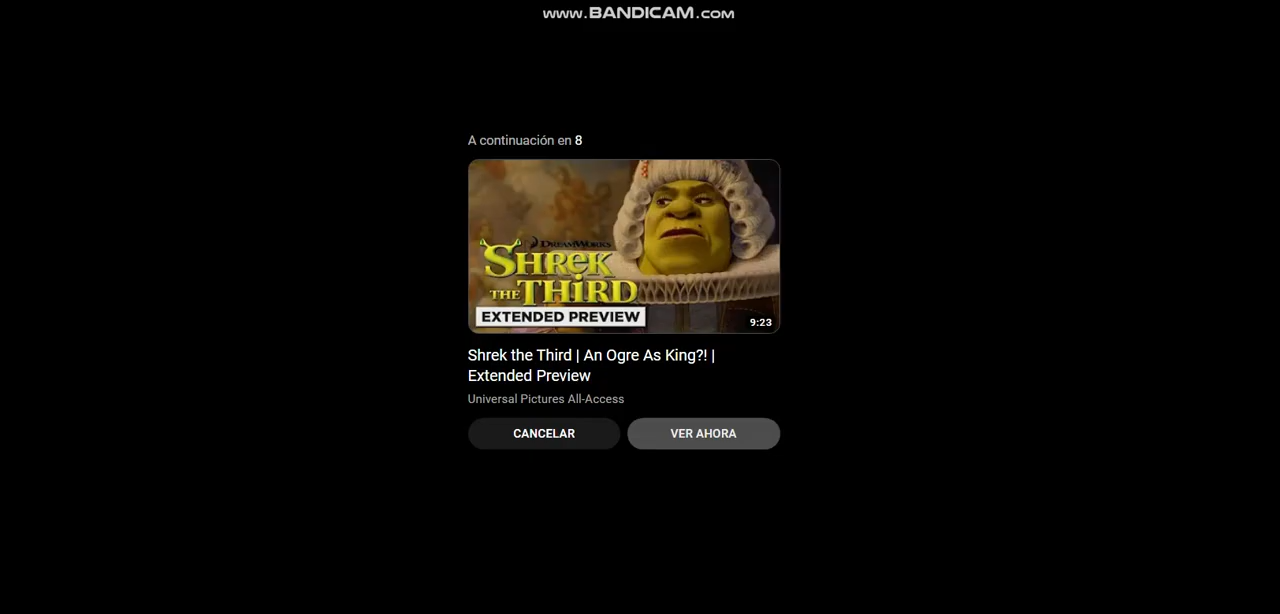 www.BANDICAM.com
A continuación en 8
DREAMWORKS
SHREK
THE THIRD
EXTENDED PREVIEW
9:23
Shrek the Third | An Ogre As King?! |
Extended Preview
Universal Pictures All-Access
CANCELAR
VER AHORA